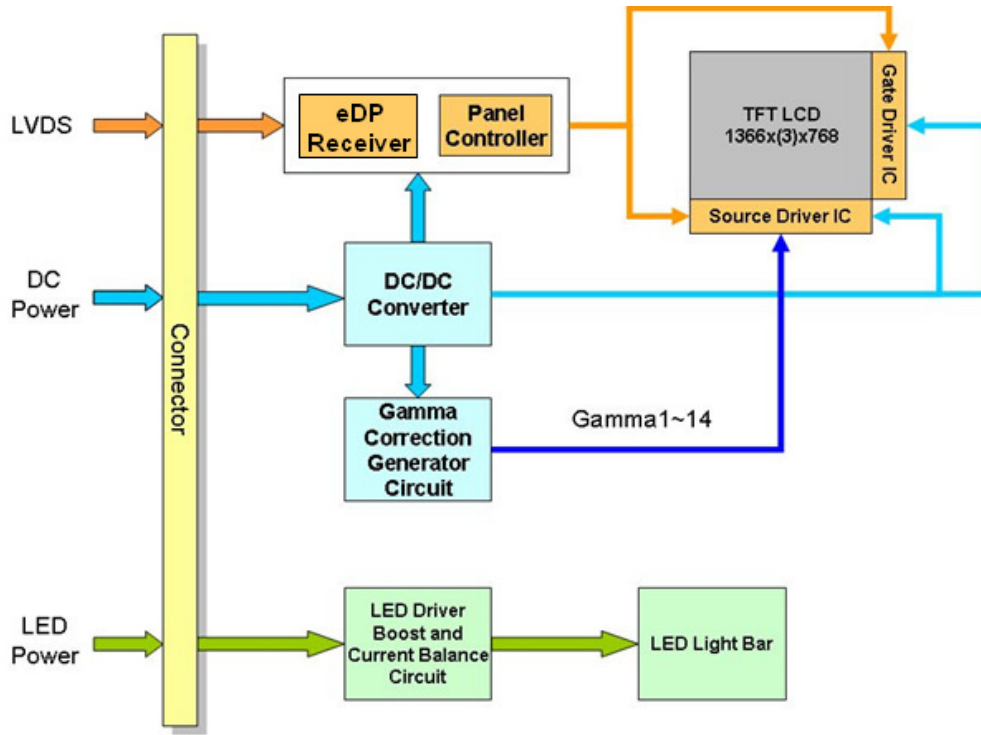 LVDS
eDP
Receiver
Panel
Controller
TFT LCD
1366x(3)x768
Gate Driver IC
Source Driver IC
DC
Power
DC/DC
Converter
Connector
Gamma
Correction
Generator
Circuit
Gamma1~14
LED
Power
LED Driver
Boost and
Current Balance
Circuit
LED Light Bar